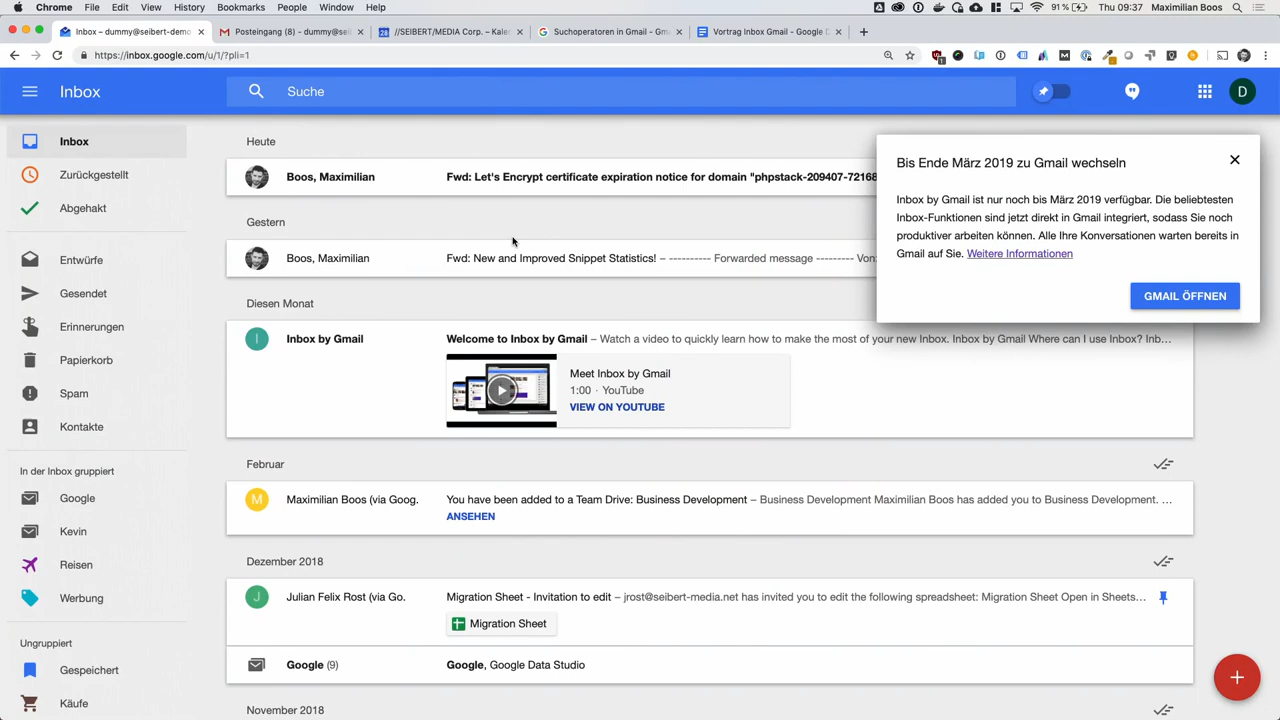 Chrome File Edit View History Bookmarks People Window Help
91 % Thu 09:37 Maximilian Boos
Inbox – dummy@seibert-demo
Posteingang (8) - dummy@sei
//SEIBERT/MEDIA Corp. – Kale
Suchoperatoren in Gmail - Gm
Vortrag Inbox Gmail - Google D
https://inbox.google.com/u/1/?pli=1
Inbox
Suche
D
Inbox
Zurückgestellt
Abgehakt
Entwürfe
Gesendet
Erinnerungen
Papierkorb
Spam
Kontakte
In der Inbox gruppiert
Google
Kevin
Reisen
Werbung
Ungruppiert
Gespeichert
Käufe
Heute
Boos, Maximilian Fwd: Let's Encrypt certificate expiration notice for domain "phpstack-209407-72168
Gestern
Boos, Maximilian Fwd: New and Improved Snippet Statistics! – ---------- Forwarded message --------- Von:
Diesen Monat
I Inbox by Gmail Welcome to Inbox by Gmail – Watch a video to quickly learn how to make the most of your new Inbox. Inbox by Gmail Where can I use Inbox? Inb…
Meet Inbox by Gmail
1:00 · YouTube
VIEW ON YOUTUBE
Februar
M Maximilian Boos (via Goog. You have been added to a Team Drive: Business Development – Business Development Maximilian Boos has added you to Business Development. …
ANSEHEN
Dezember 2018
J Julian Felix Rost (via Go. Migration Sheet - Invitation to edit – jrost@seibert-media.net has invited you to edit the following spreadsheet: Migration Sheet Open in Sheets…
Migration Sheet
Google (9) Google, Google Data Studio
November 2018
Bis Ende März 2019 zu Gmail wechseln
Inbox by Gmail ist nur noch bis März 2019 verfügbar. Die beliebtesten
Inbox-Funktionen sind jetzt direkt in Gmail integriert, sodass Sie noch
produktiver arbeiten können. Alle Ihre Konversationen warten bereits in
Gmail auf Sie. Weitere Informationen
GMAIL ÖFFNEN